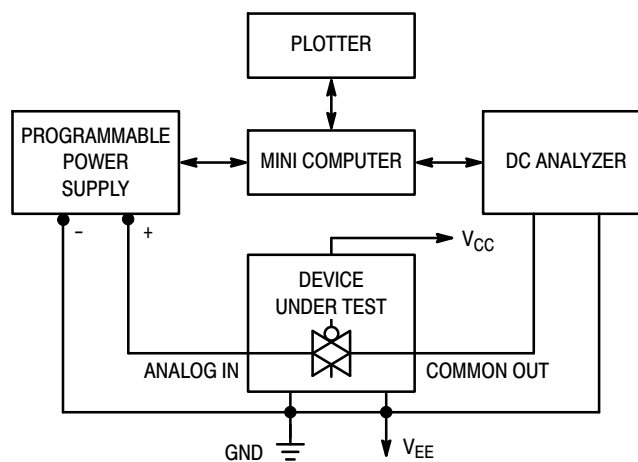 PLOTTER
PROGRAMMABLE
POWER
SUPPLY
MINI COMPUTER
DC ANALYZER
– +
VCC
DEVICE
UNDER TEST
ANALOG IN
COMMON OUT
GND
VEE